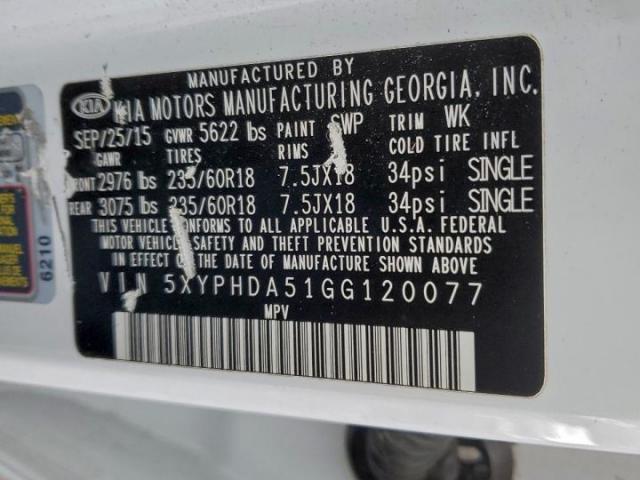 MANUFACTURED BY
KIA KIA MOTORS MANUFACTURING GEORGIA, INC.
SEP/25/15 GVWR 5622 lbs PAINT SWP TRIM WK
GAWR TIRES RIMS COLD TIRE INFL
FRONT 2976 lbs 235/60R18 7.5JX18 34psi SINGLE
REAR 3075 lbs 235/60R18 7.5JX18 34psi SINGLE
THIS VEHICLE CONFORMS TO ALL APPLICABLE U.S.A. FEDERAL
MOTOR VEHICLE SAFETY AND THEFT PREVENTION STANDARDS
IN EFFECT ON THE DATE OF MANUFACTURE SHOWN ABOVE
VIN 5XYPHDA51GG120077
MPV
6210